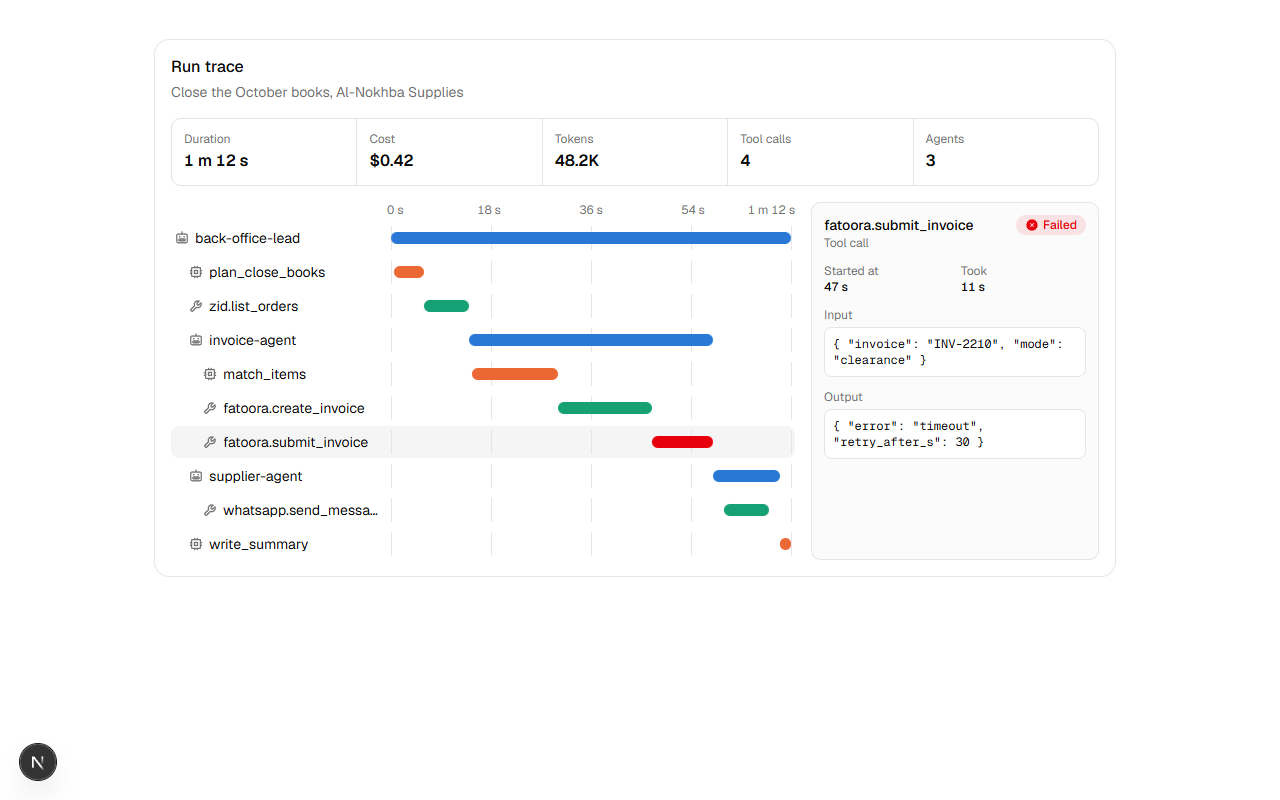 Run trace
Close the October books, Al-Nokhba Supplies
Duration
1 m 12 s
Cost
$0.42
Tokens
48.2K
Tool calls
4
Agents
3
0 s 18 s 36 s 54 s 1 m 12 s
back-office-lead
plan_close_books
zid.list_orders
invoice-agent
match_items
fatoora.create_invoice
fatoora.submit_invoice
supplier-agent
whatsapp.send_messa...
write_summary
fatoora.submit_invoice
Failed
Tool call
Started at
47 s
Took
11 s
Input
{ "invoice": "INV-2210", "mode":
"clearance" }
Output
{ "error": "timeout",
"retry_after_s": 30 }
N